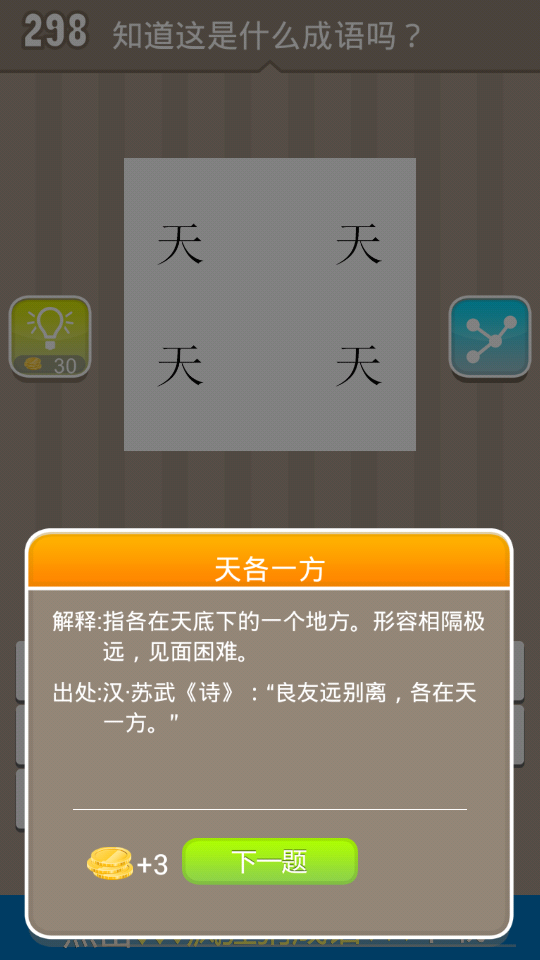 298 知道这是什么成语吗？
天 天
30
天 天
天各一方
解释:指各在天底下的一个地方。形容相隔极
远，见面困难。
出处:汉·苏武《诗》：“良友远别离，各在天
一方。”
+3 下一题